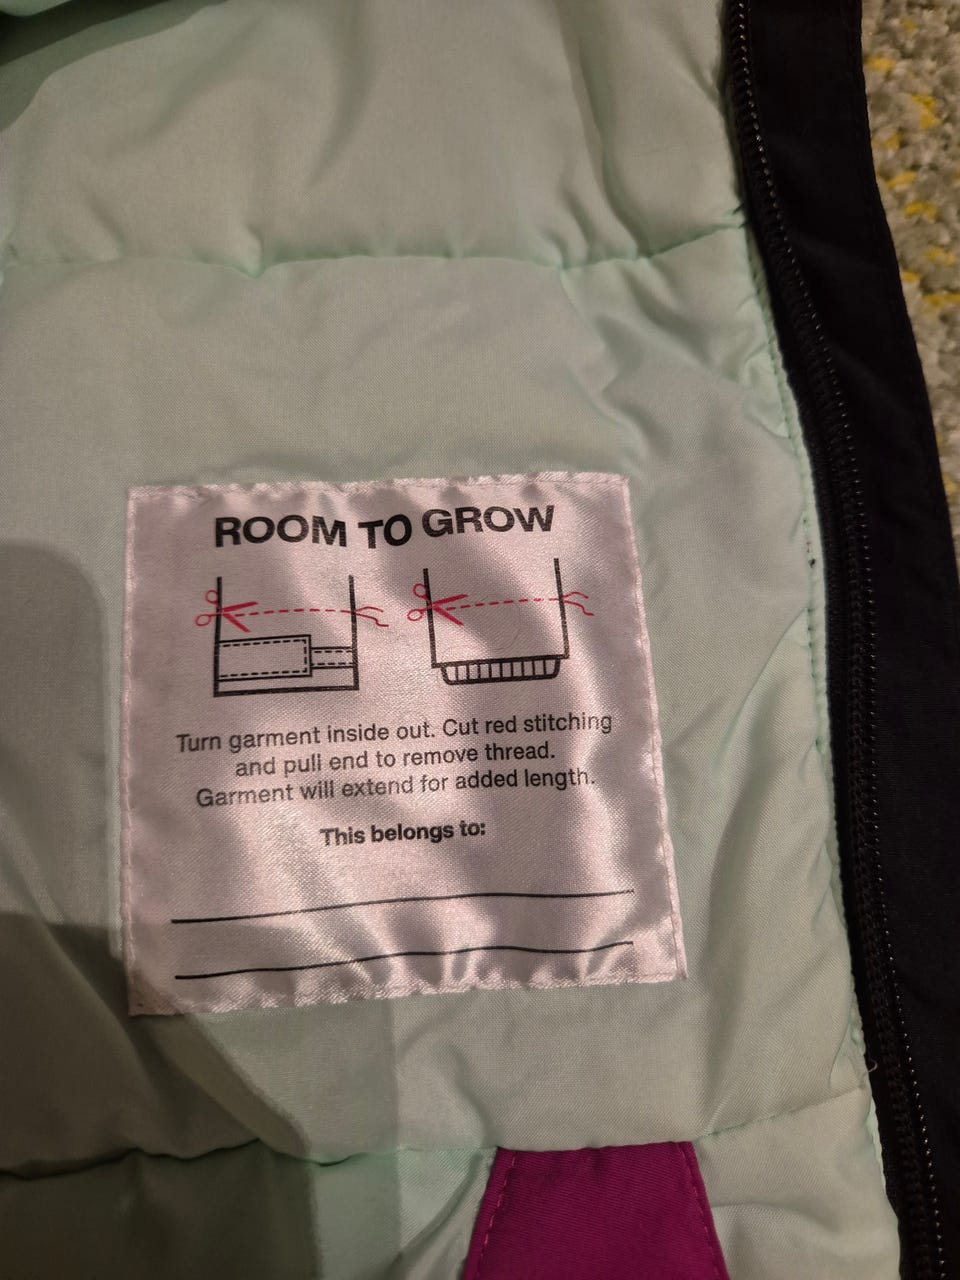 ROOM TO GROW
Turn garment inside out. Cut red stitching
and pull end to remove thread.
Garment will extend for added length.
This belongs to: